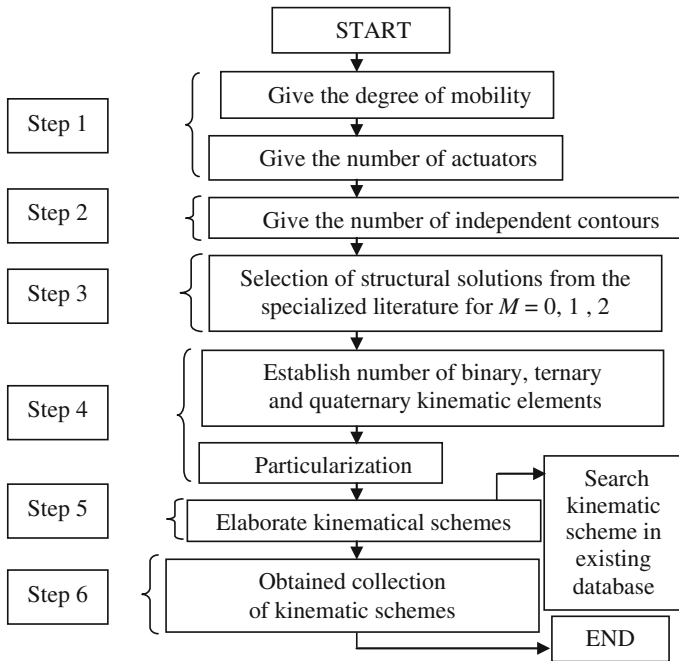 START
Step 1
Give the degree of mobility
Give the number of actuators
Step 2
Give the number of independent contours
Step 3
Selection of structural solutions from the
specialized literature for M = 0, 1 , 2
Step 4
Establish number of binary, ternary
and quaternary kinematic elements
Particularization
Step 5
Elaborate kinematical schemes
Search
kinematic
scheme in
existing
database
Step 6
Obtained collection
of kinematic schemes
END